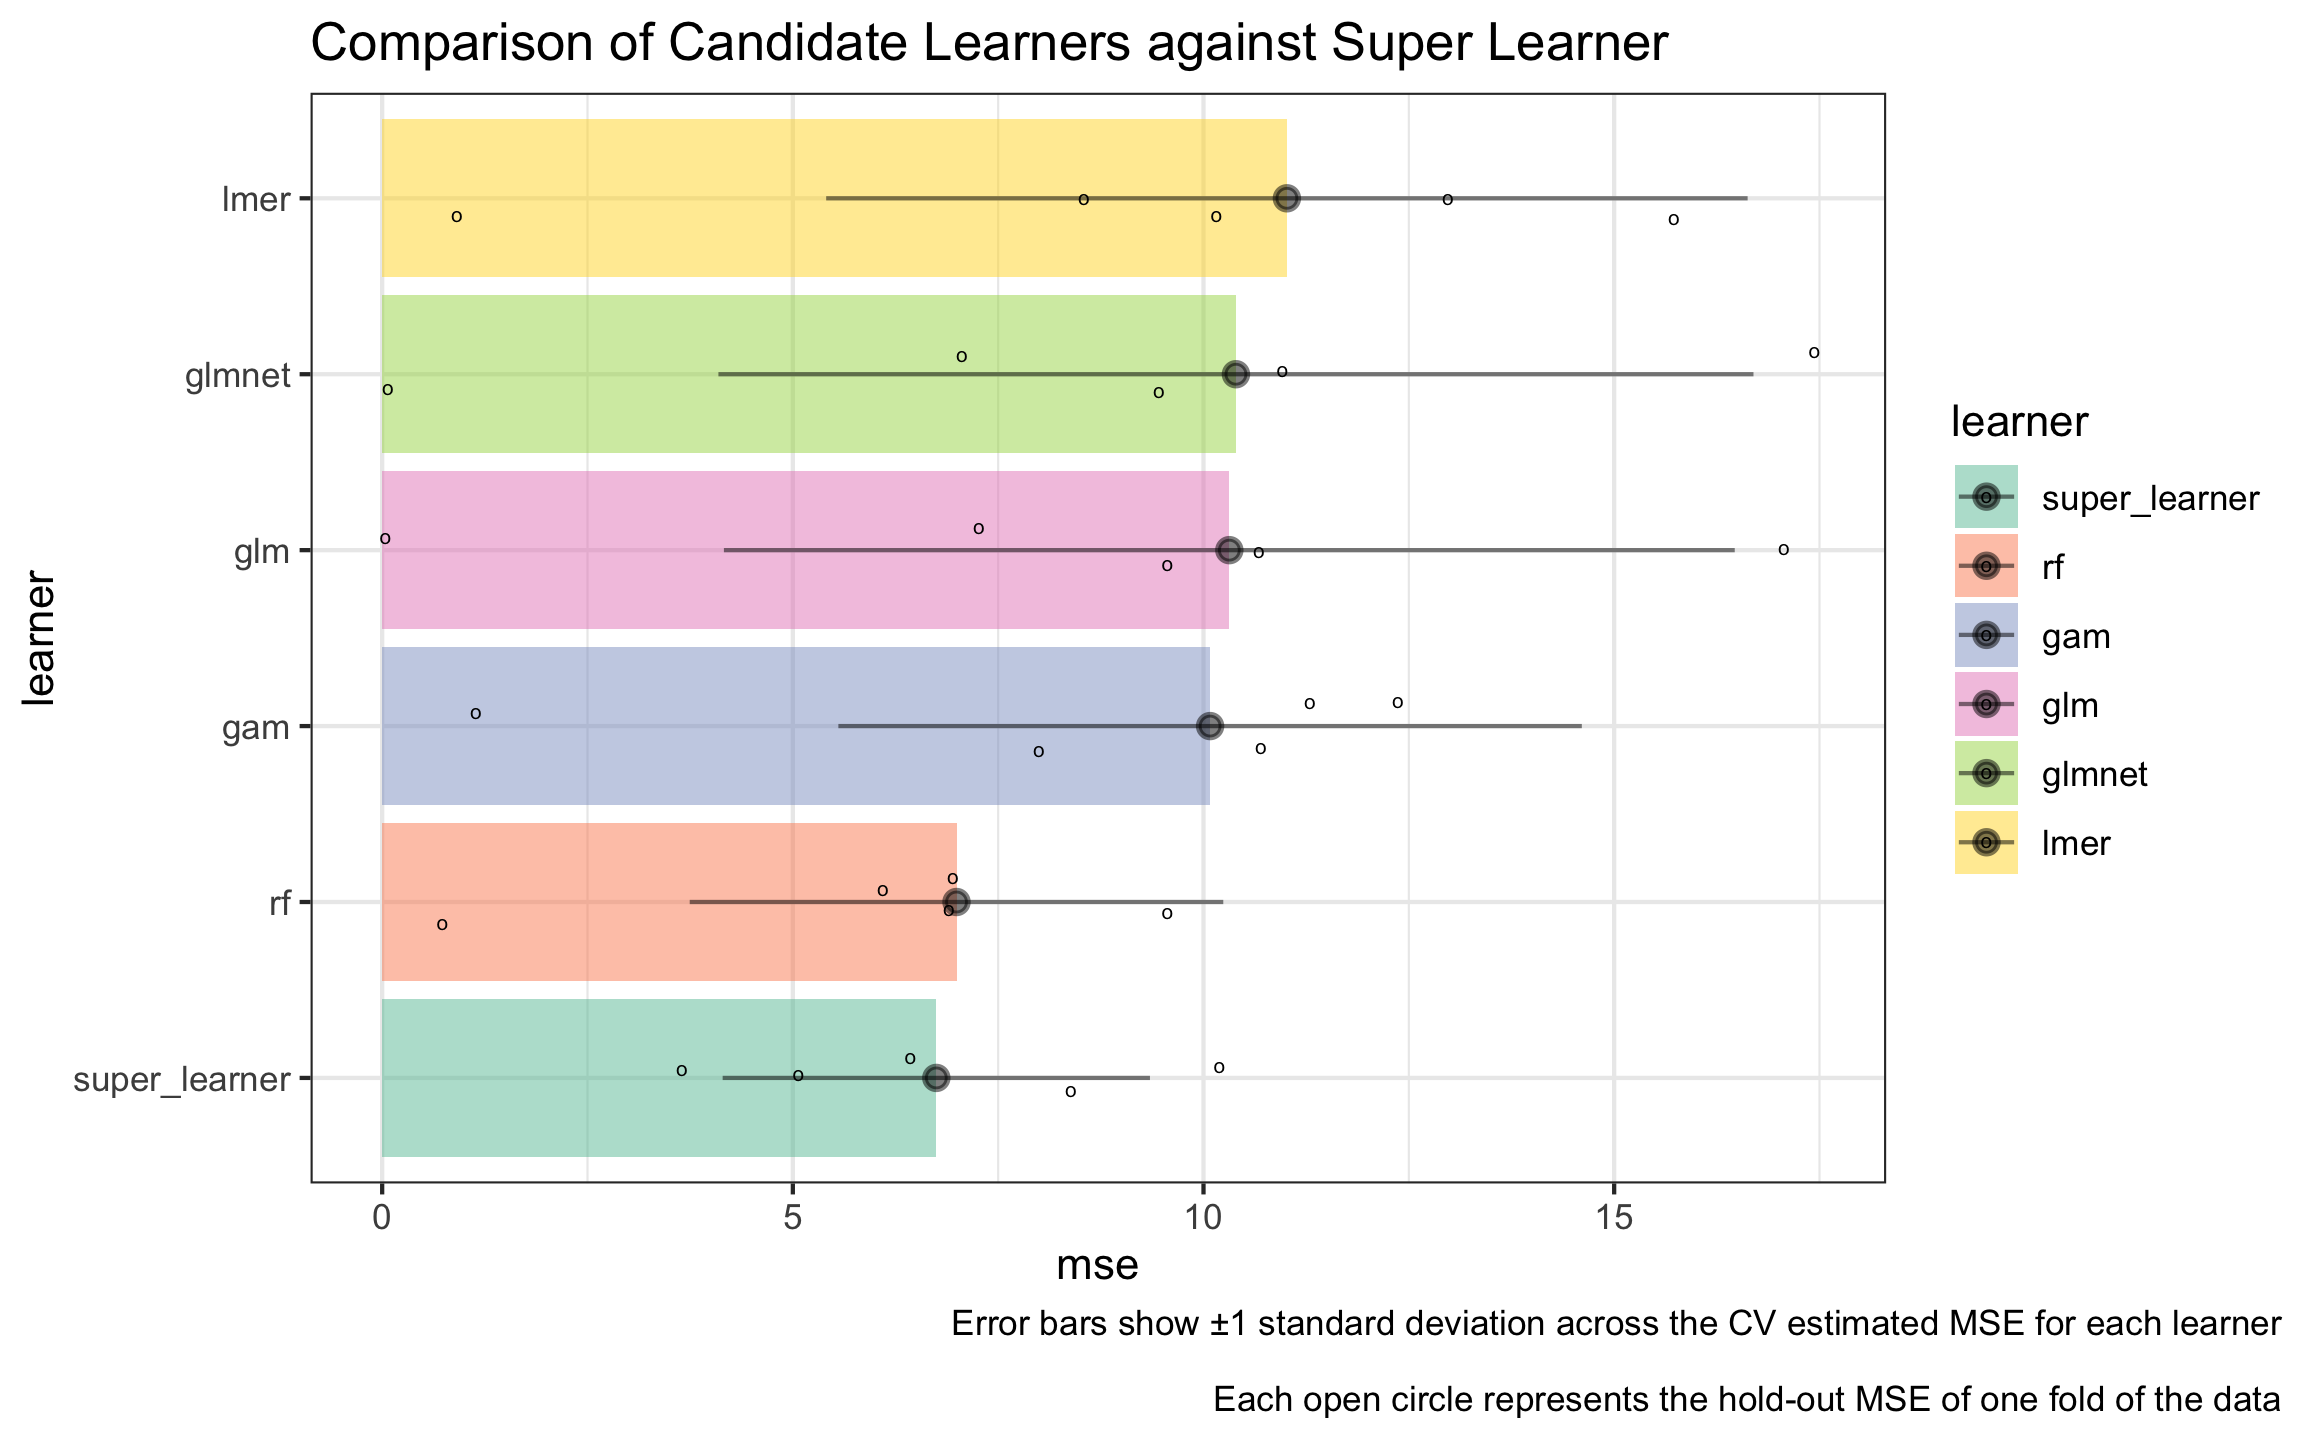 Comparison of Candidate Learners against Super Learner
learner
lmer
glmnet
glm
gam
rf
super_learner
0 5 10 15
mse
learner
super_learner
rf
gam
glm
glmnet
lmer
Error bars show ±1 standard deviation across the CV estimated MSE for each learner
Each open circle represents the hold-out MSE of one fold of the data